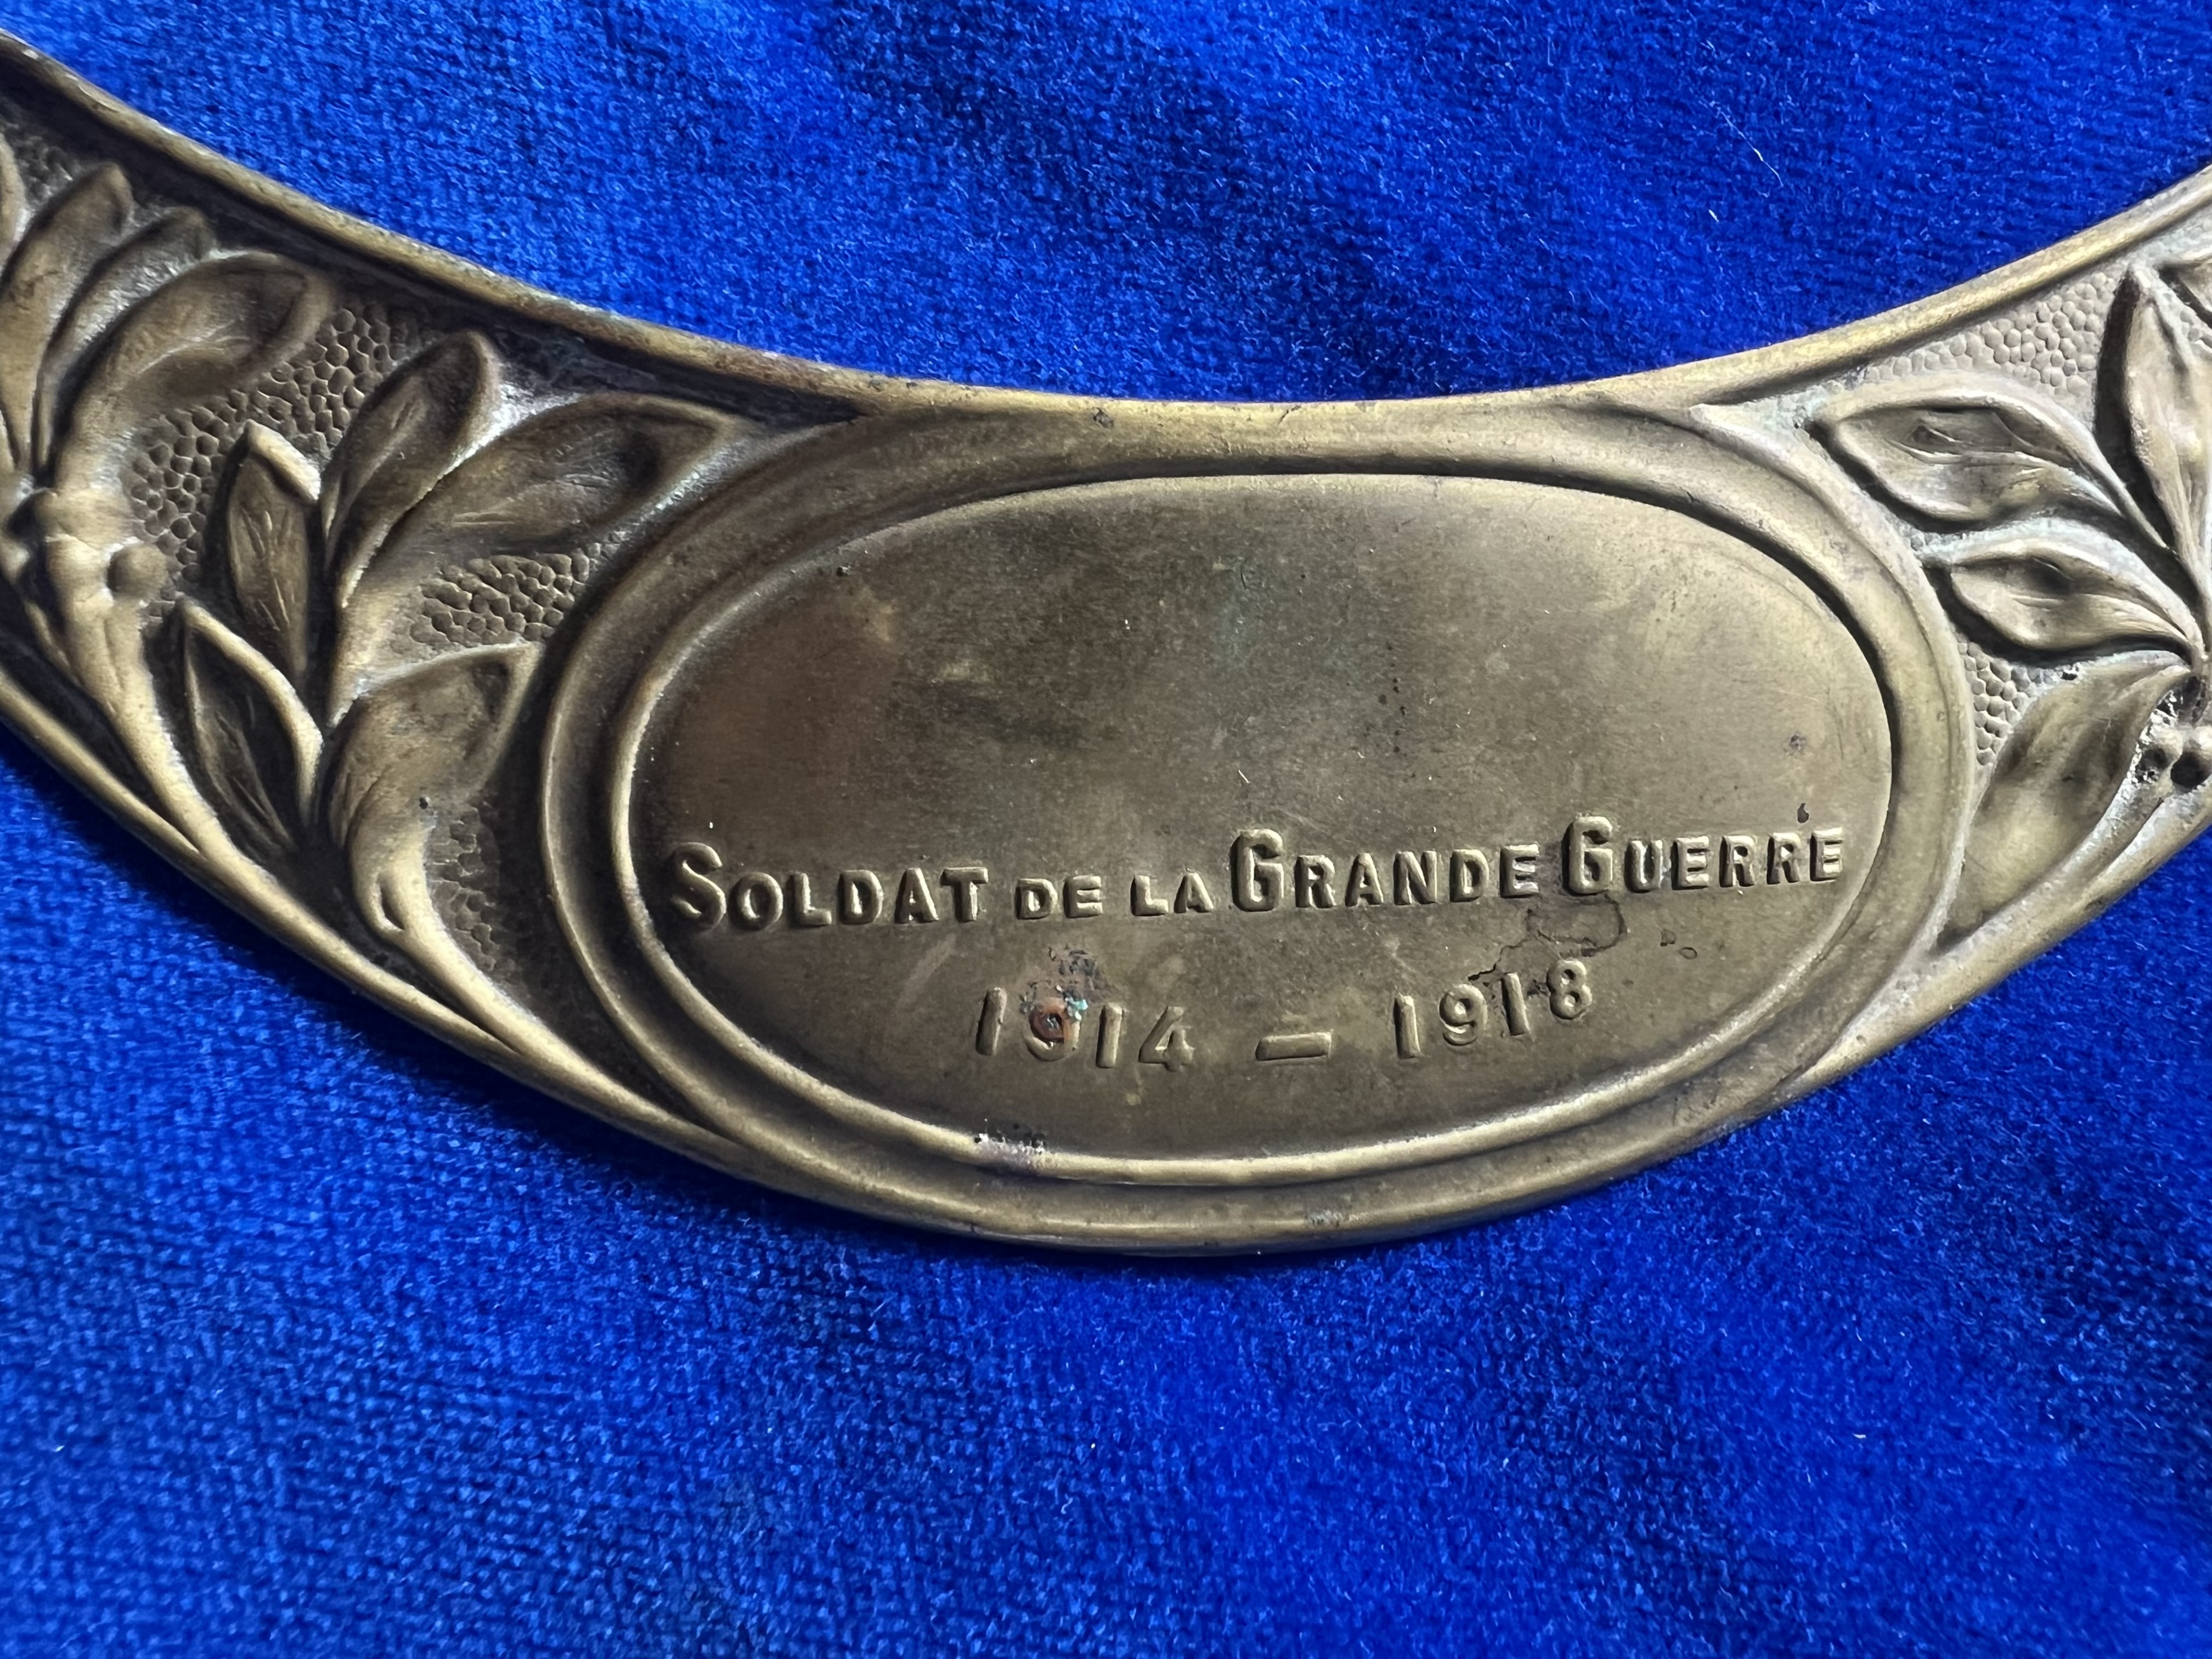 SOLDAT DE LA GRANDE GUERRE
1914 — 1918